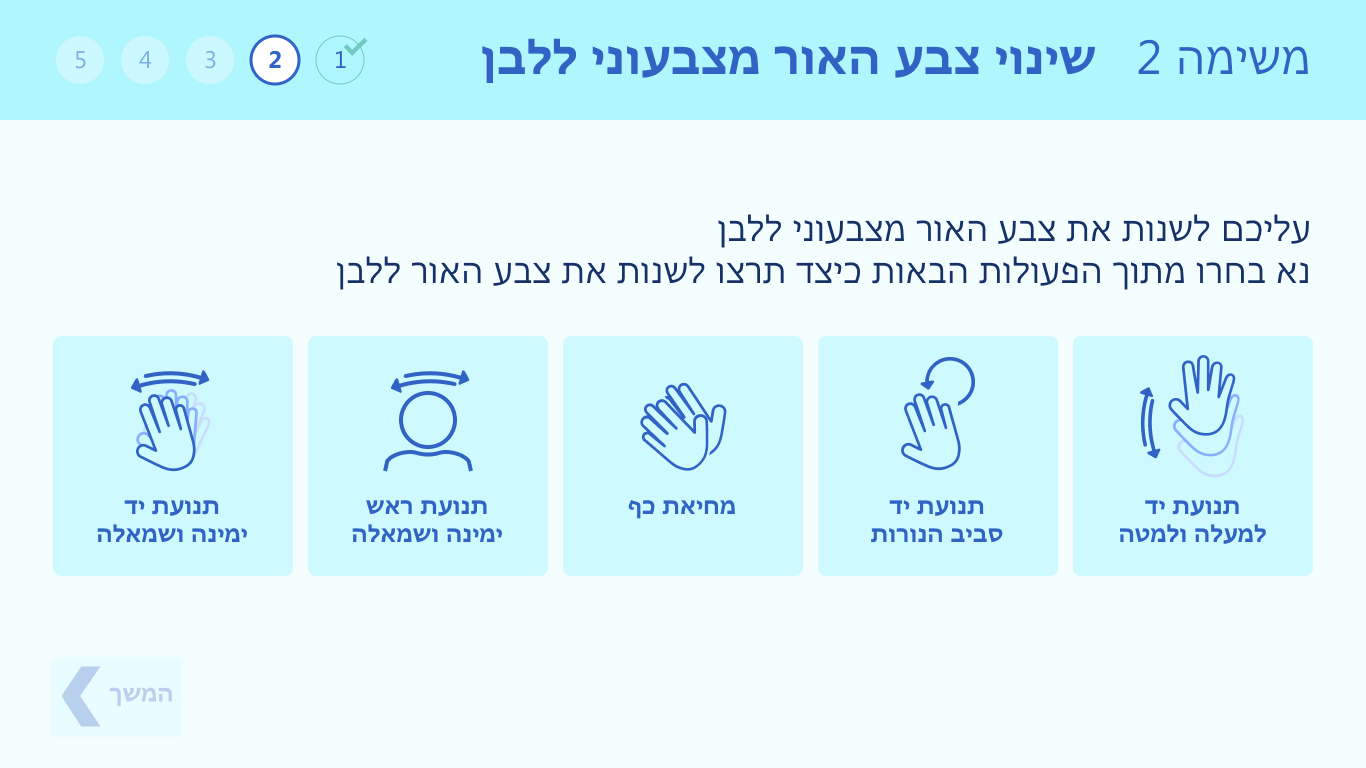 משימה 2 שינוי צבע האור מצבעוני ללבן
1 2 3 4 5
עליכם לשנות את צבע האור מצבעוני ללבן
נא בחרו מתוך הפעולות הבאות כיצד תרצו לשנות את צבע האור ללבן
תנועת יד
למעלה ולמטה
תנועת יד
סביב הנורות
מחיאת כף
תנועת ראש
ימינה ושמאלה
תנועת יד
ימינה ושמאלה
המשך